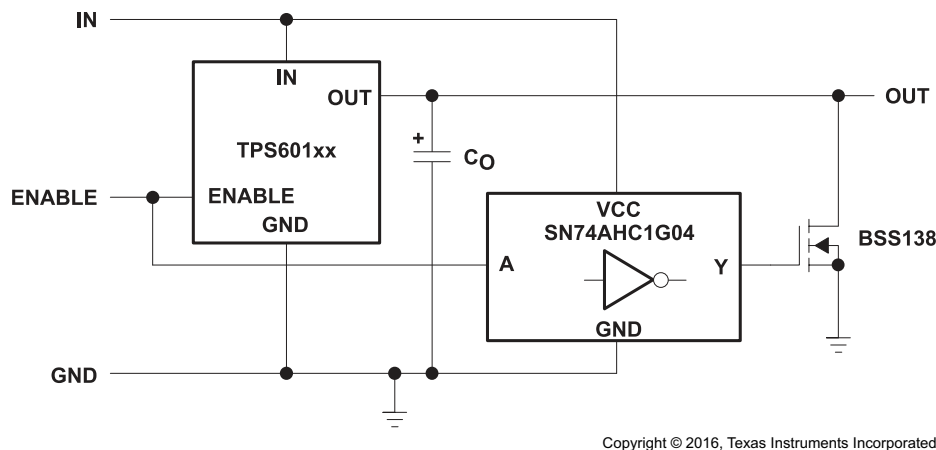 IN
IN
OUT
OUT
TPS601xx
+
CO
ENABLE
ENABLE
GND
VCC
SN74AHC1G04
BSS138
A
Y
GND
GND
Copyright © 2016, Texas Instruments Incorporated